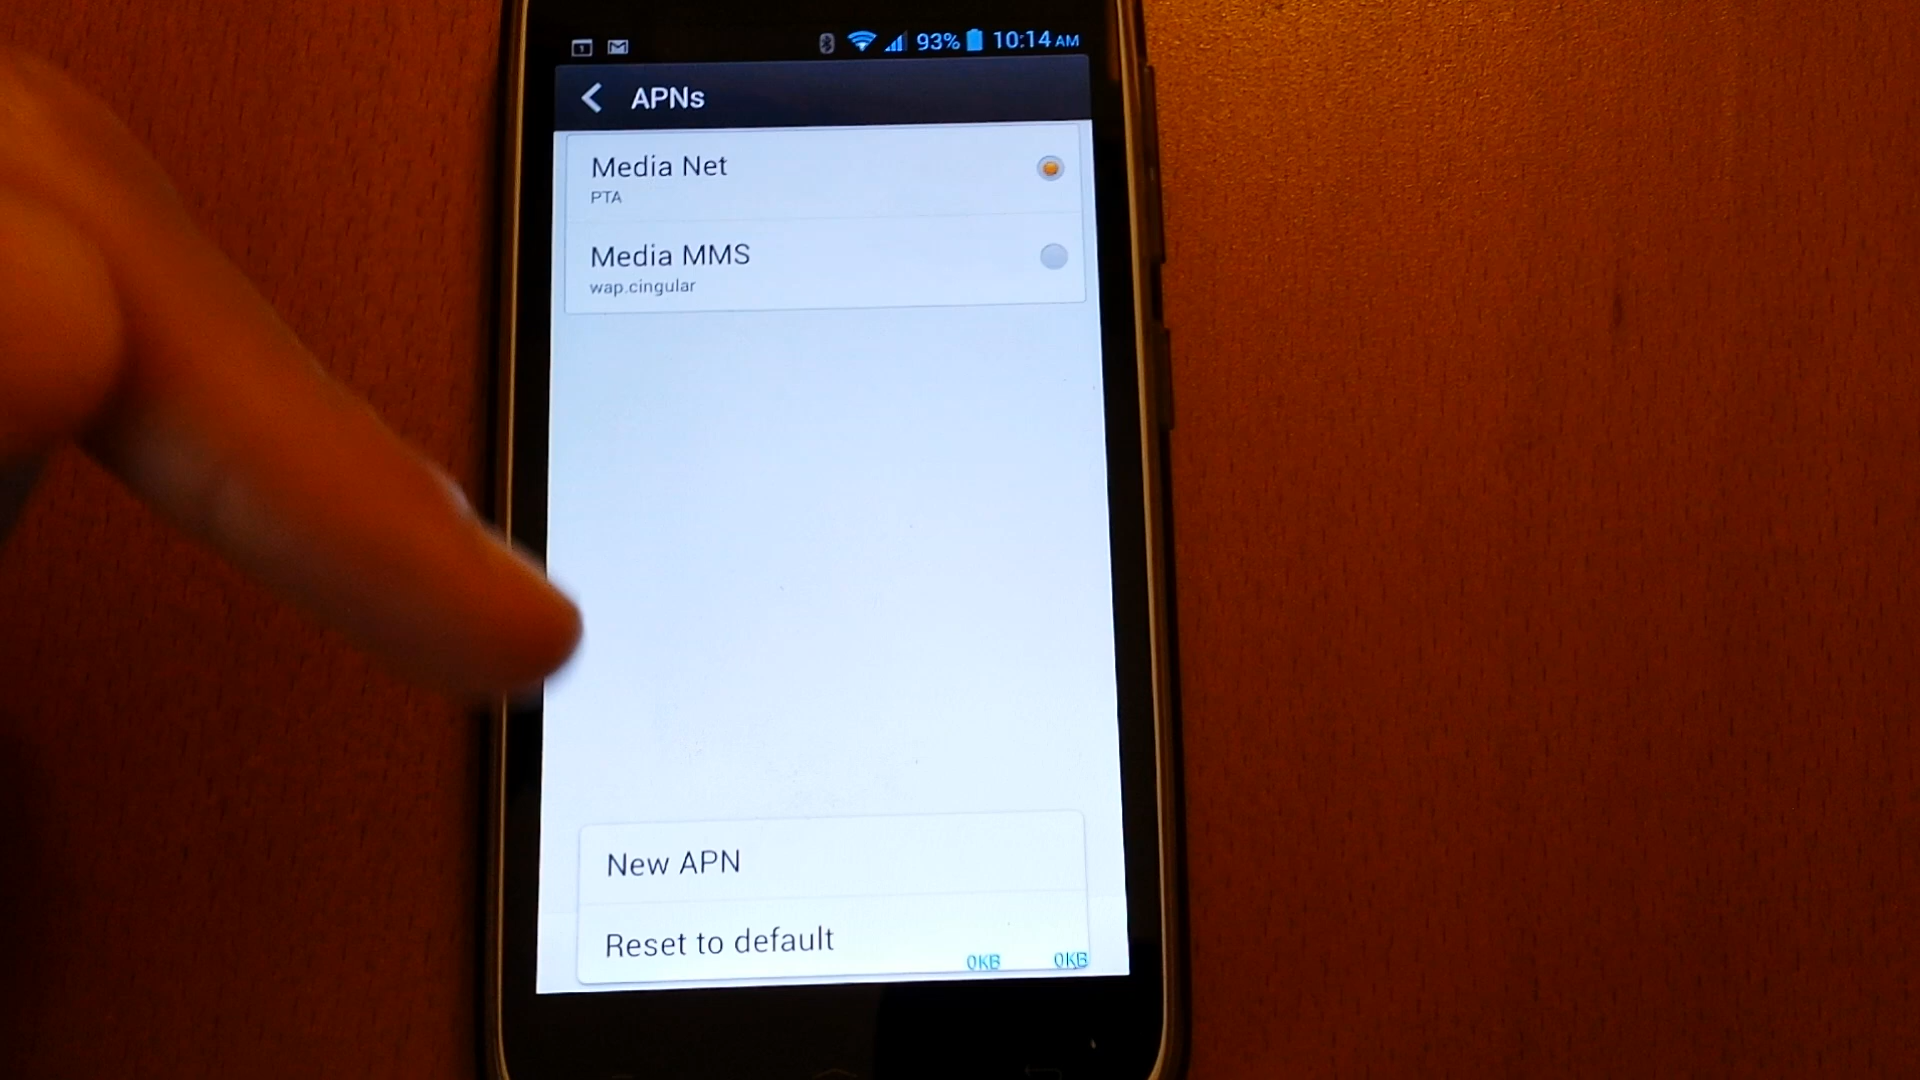 1
93% 10:14 AM
APNs
Media Net
PTA
Media MMS
wap.cingular
New APN
Reset to default
0KB 0KB